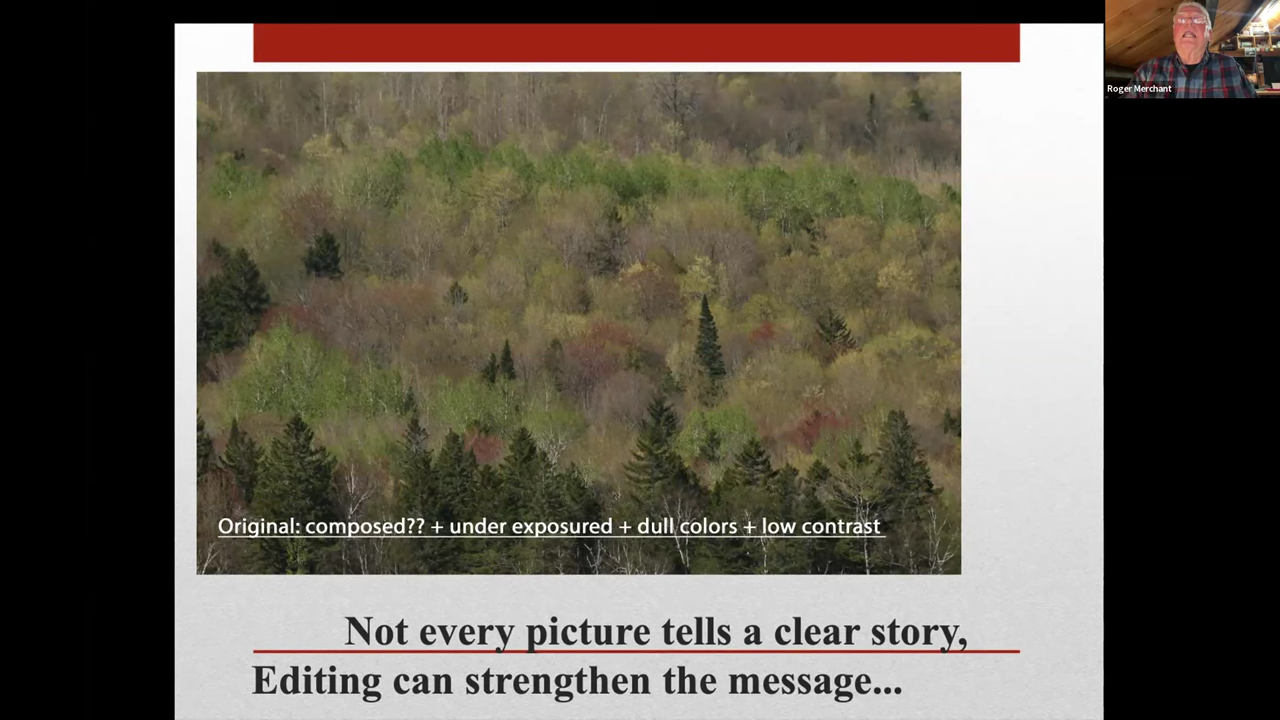 Roger Merchant
Original: composed?? + under exposured + dull colors + low contrast
Not every picture tells a clear story,
Editing can strengthen the message...